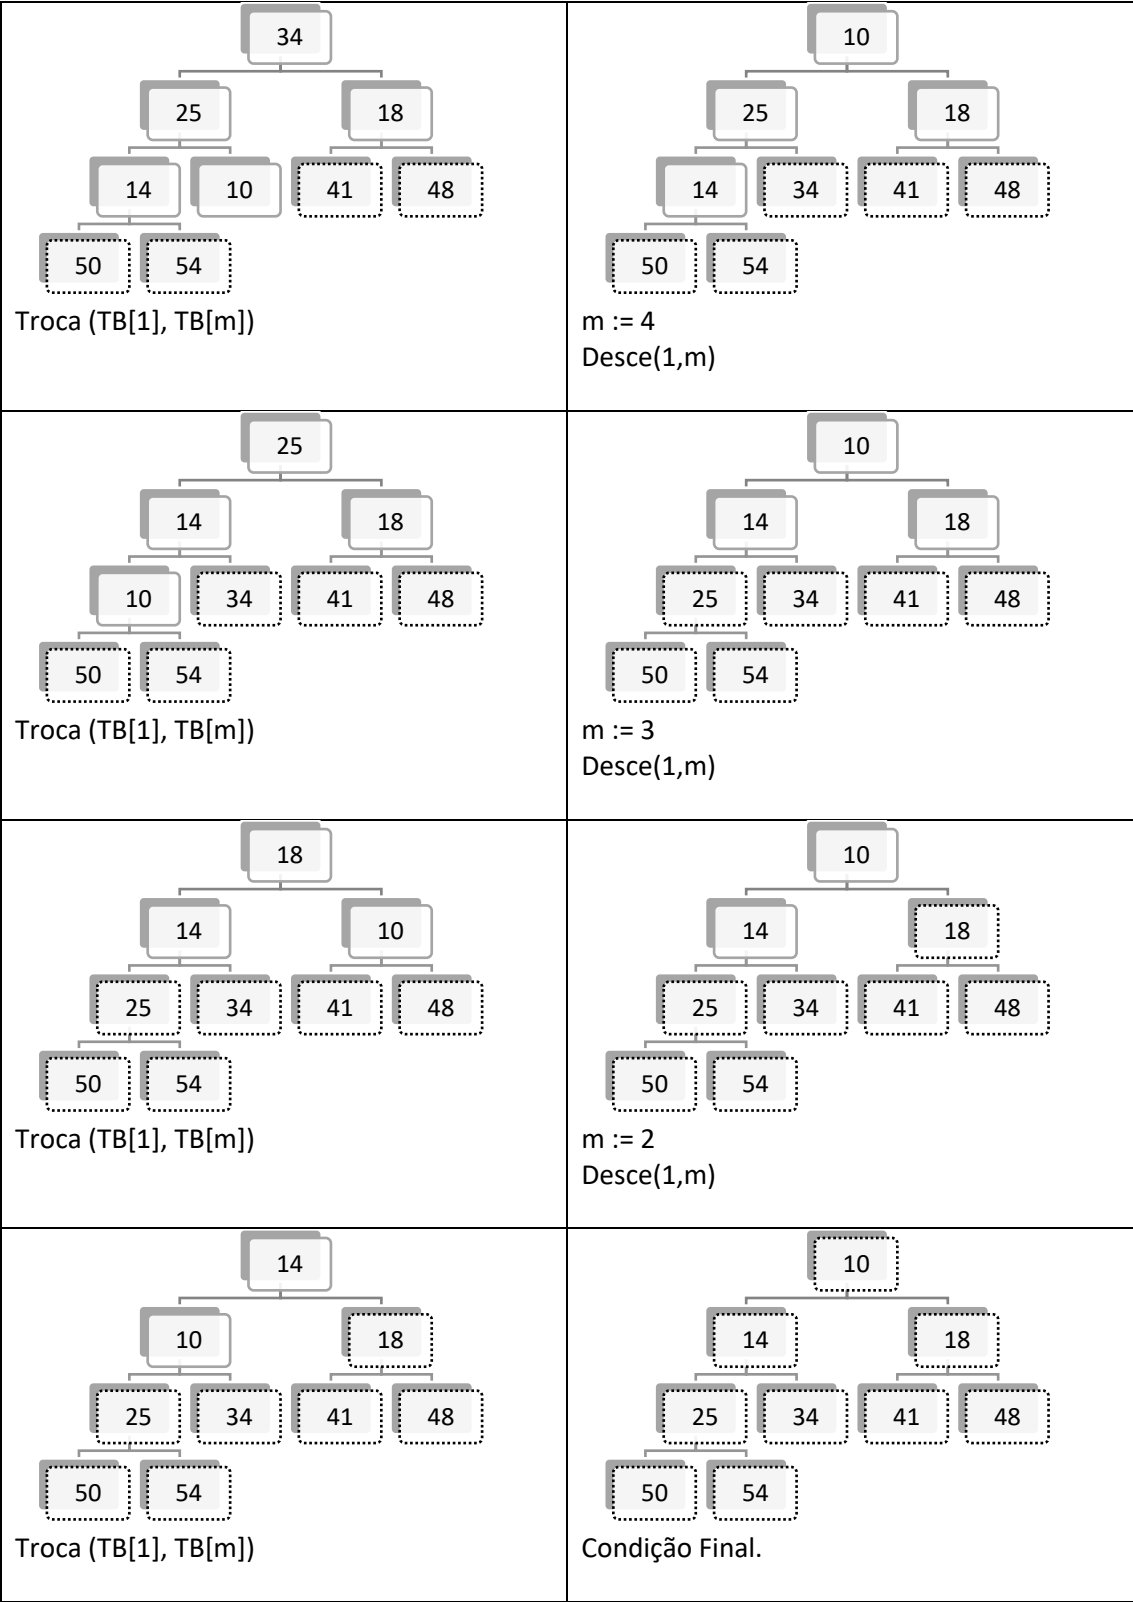 34
25 18
14 10 41 48
50 54
Troca (TB[1], TB[m])
10
25 18
14 34 41 48
50 54
m := 4
Desce(1,m)
25
14 18
10 34 41 48
50 54
Troca (TB[1], TB[m])
10
14 18
25 34 41 48
50 54
m := 3
Desce(1,m)
18
14 10
25 34 41 48
50 54
Troca (TB[1], TB[m])
10
14 18
25 34 41 48
50 54
m := 2
Desce(1,m)
14
10 18
25 34 41 48
50 54
Troca (TB[1], TB[m])
10
14 18
25 34 41 48
50 54
Condição Final.